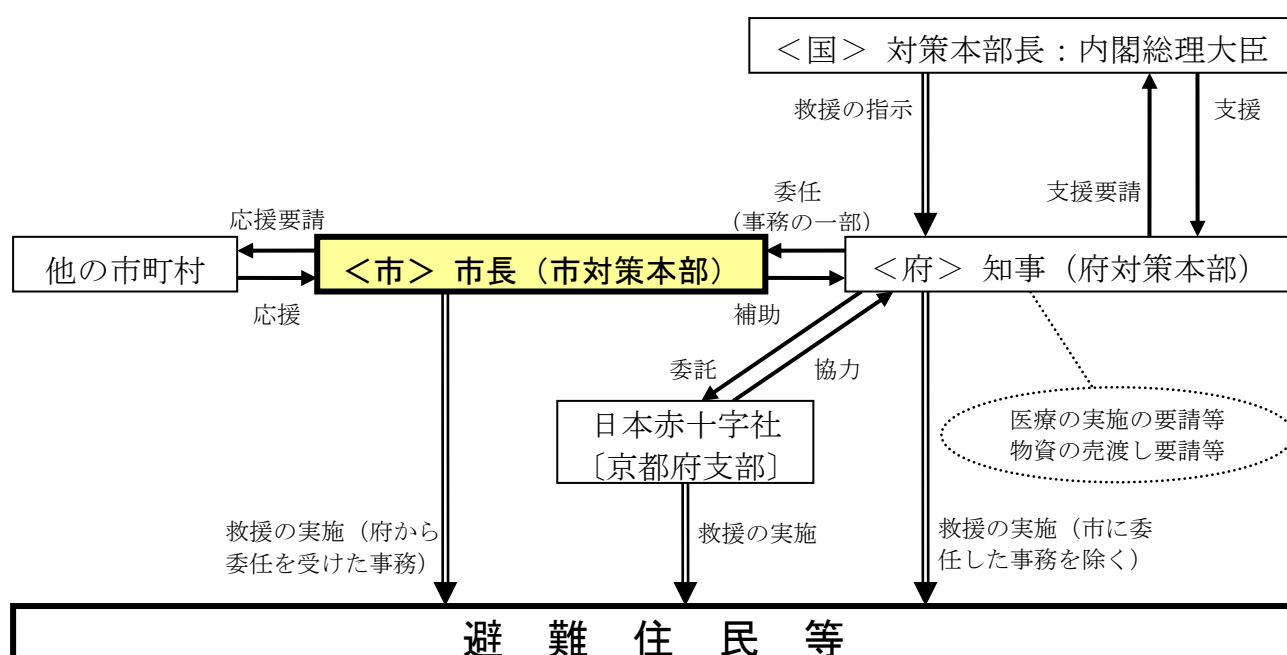 ＜国＞ 対策本部長：内閣総理大臣
救援の指示
支援
支援要請
委任
（事務の一部）
応援要請
他の市町村
＜市＞ 市長（市対策本部）
＜府＞ 知事（府対策本部）
応援
補助
委託
協力
日本赤十字社
〔京都府支部〕
医療の実施の要請等
物資の売渡し要請等
救援の実施（府から
委任を受けた事務）
救援の実施
救援の実施（市に委
任した事務を除く）
避 難 住 民 等